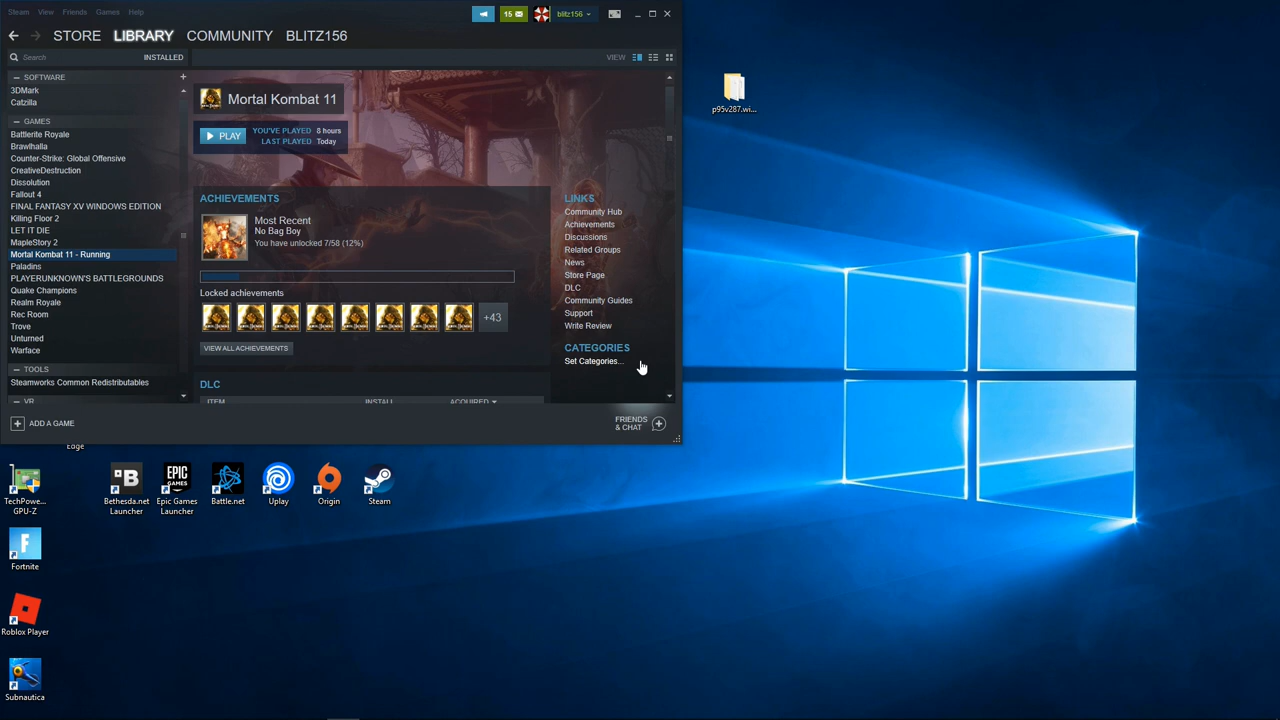 Steam View Friends Games Help
15
blitz156
STORE LIBRARY COMMUNITY BLITZ156
Search INSTALLED
VIEW
— SOFTWARE +
3DMark
Catzilla
— GAMES
Battlerite Royale
Brawlhalla
Counter-Strike: Global Offensive
CreativeDestruction
Dissolution
Fallout 4
FINAL FANTASY XV WINDOWS EDITION
Killing Floor 2
LET IT DIE
MapleStory 2
Mortal Kombat 11 - Running
Paladins
PLAYERUNKNOWN'S BATTLEGROUNDS
Quake Champions
Realm Royale
Rec Room
Trove
Unturned
Warface
— TOOLS
Steamworks Common Redistributables
— VR
+ ADD A GAME
Mortal Kombat 11
PLAY
YOU'VE PLAYED 8 hours
LAST PLAYED Today
ACHIEVEMENTS
Most Recent
No Bag Boy
You have unlocked 7/58 (12%)
Locked achievements
+43
VIEW ALL ACHIEVEMENTS
DLC
ITEM INSTALL ACQUIRED
LINKS
Community Hub
Achievements
Discussions
Related Groups
News
Store Page
DLC
Community Guides
Support
Write Review
CATEGORIES
Set Categories...
FRIENDS
& CHAT
p95v287.wi...
Edge
TechPowe...
GPU-Z
Bethesda.net
Launcher
EPIC
GAMES
Epic Games
Launcher
Battle.net
Uplay
Origin
Steam
Fortnite
Roblox Player
Subnautica